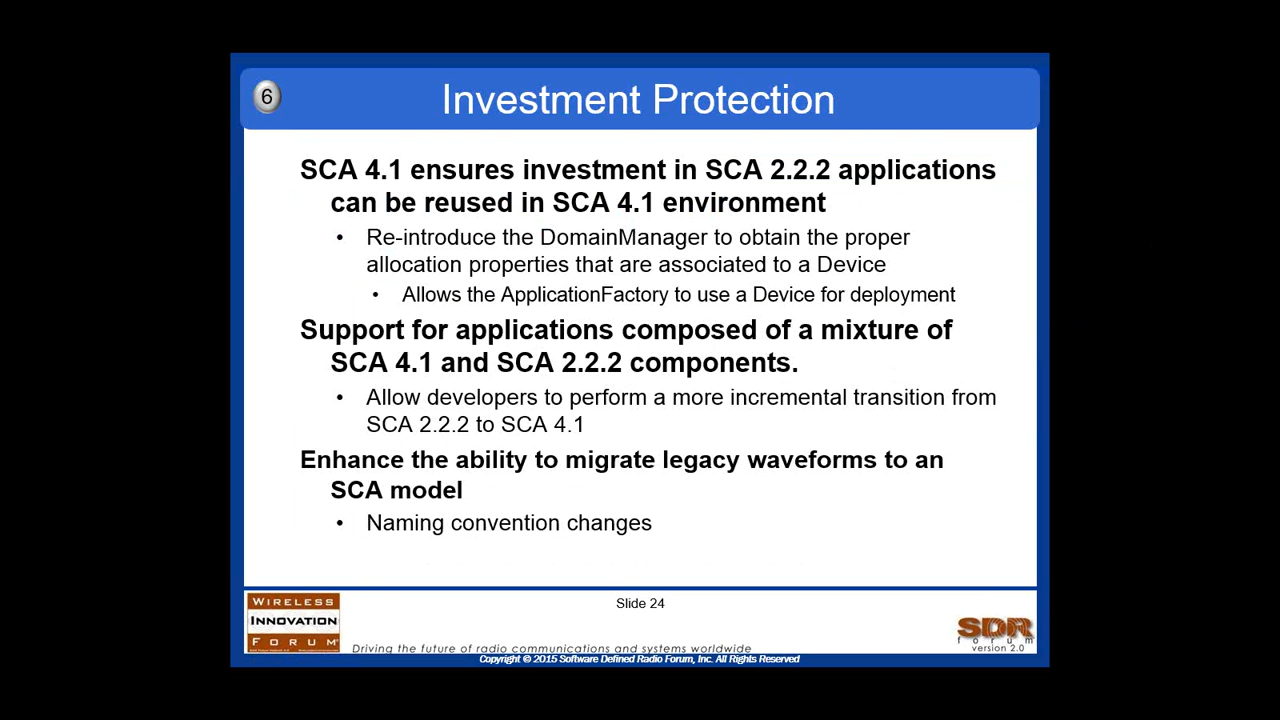 6
Investment Protection
SCA 4.1 ensures investment in SCA 2.2.2 applications
can be reused in SCA 4.1 environment
• Re-introduce the DomainManager to obtain the proper
allocation properties that are associated to a Device
• Allows the ApplicationFactory to use a Device for deployment
Support for applications composed of a mixture of
SCA 4.1 and SCA 2.2.2 components.
• Allow developers to perform a more incremental transition from
SCA 2.2.2 to SCA 4.1
Enhance the ability to migrate legacy waveforms to an
SCA model
• Naming convention changes
Slide 24
WIRELESS
INNOVATION
FORUM
Driving the future of radio communications and systems worldwide
SDR
forum
version 2.0
Copyright © 2015 Software Defined Radio Forum, Inc. All Rights Reserved